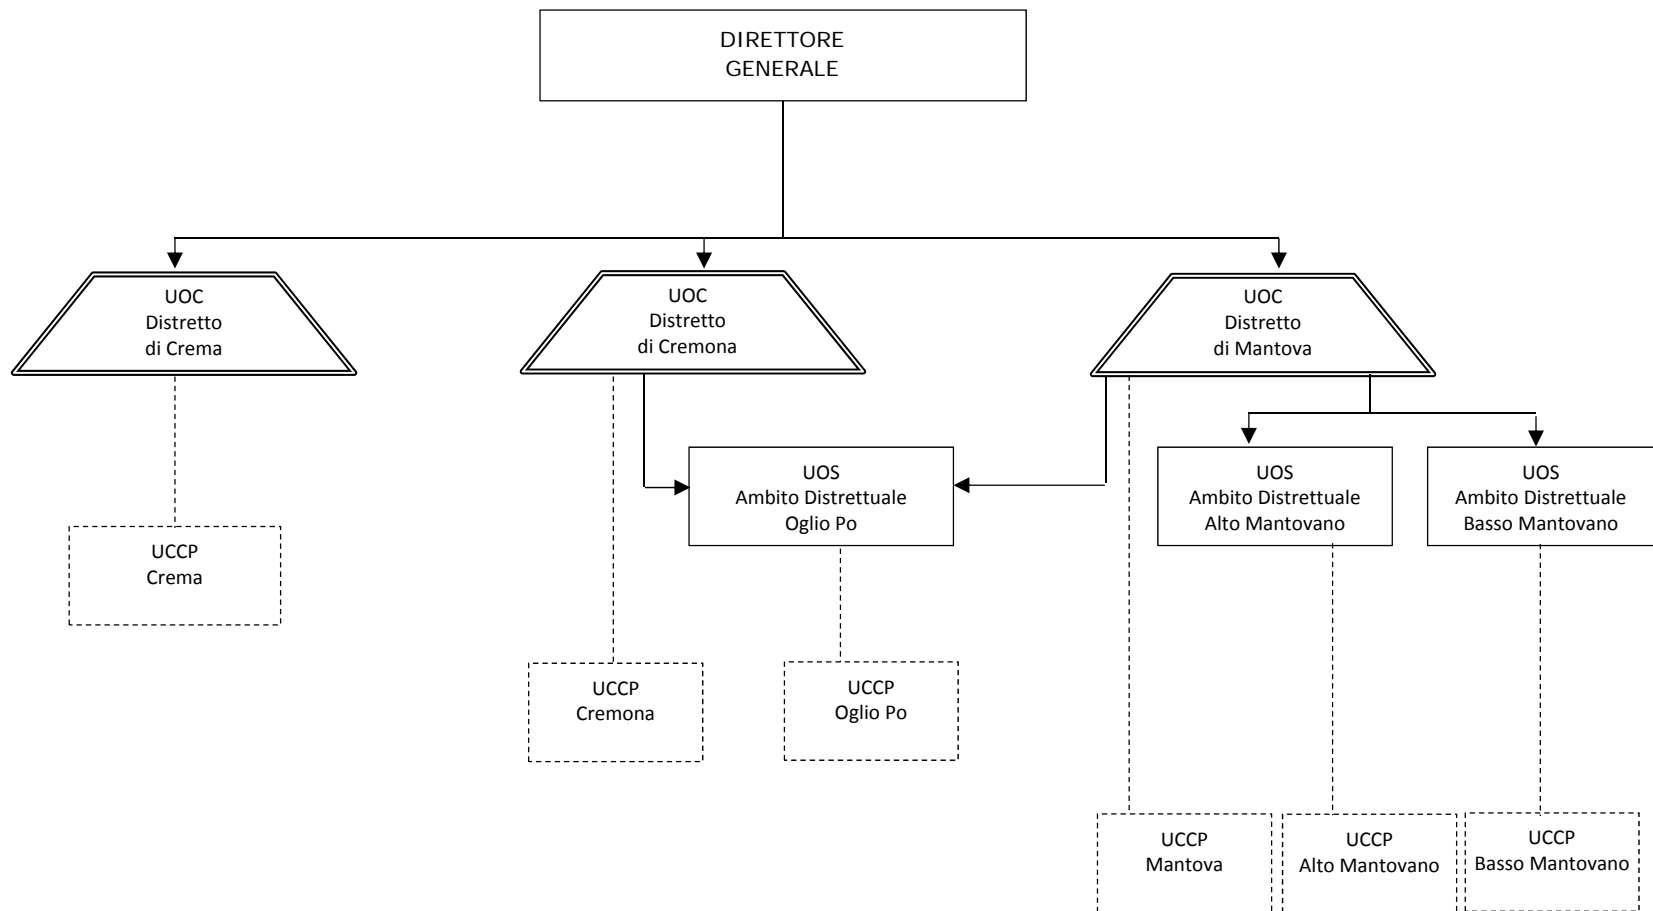 DIRETTORE
GENERALE
UOC
Distretto
di Crema
UOC
Distretto
di Cremona
UOC
Distretto
di Mantova
UOS
Ambito Distrettuale
Oglio Po
UOS
Ambito Distrettuale
Alto Mantovano
UOS
Ambito Distrettuale
Basso Mantovano
UCCP
Crema
UCCP
Cremona
UCCP
Oglio Po
UCCP
Mantova
UCCP
Alto Mantovano
UCCP
Basso Mantovano